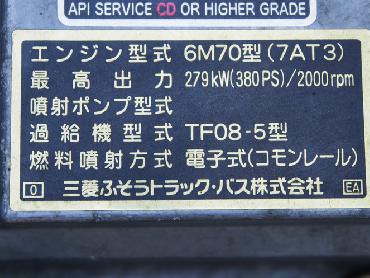 API SERVICE CD OR HIGHER GRADE
エンジン型式 6M70型(7AT3)
最高出力 279kW(380PS)/2000rpm
噴射ポンプ型式
過給機型式 TF08-5型
燃料噴射方式 電子式(コモンレール)
0 三菱ふそうトラック・バス株式会社 EA